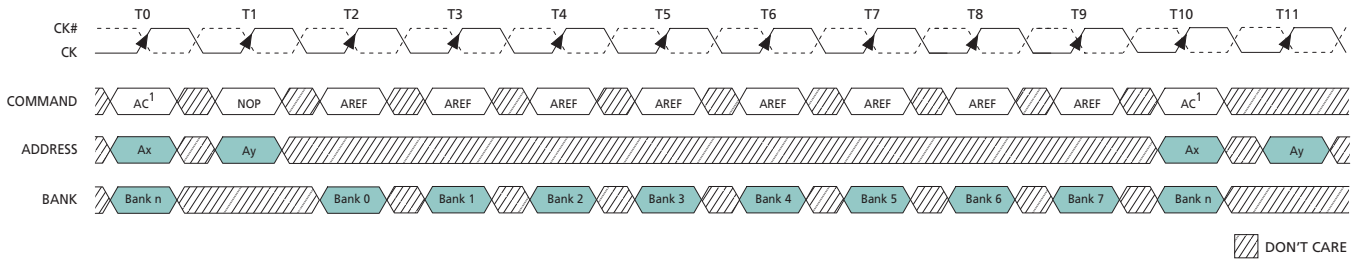 T0 T1 T2 T3 T4 T5 T6 T7 T8 T9 T10 T11
CK#
CK
COMMAND AC1 NOP AREF AREF AREF AREF AREF AREF AREF AREF AC1
ADDRESS Ax Ay Ax Ay
BANK Bank n Bank 0 Bank 1 Bank 2 Bank 3 Bank 4 Bank 5 Bank 6 Bank 7 Bank n
DON'T CARE